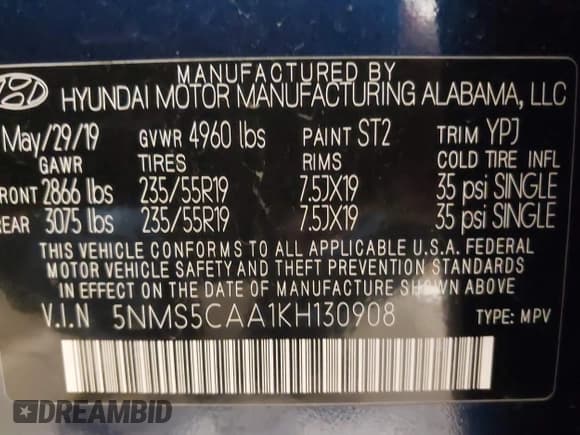 MANUFACTURED BY
HYUNDAI MOTOR MANUFACTURING ALABAMA, LLC
May/29/19 GVWR 4960 lbs PAINT ST2 TRIM YPJ
GAWR TIRES RIMS COLD TIRE INFL
FRONT 2866 lbs 235/55R19 7.5JX19 35 psi SINGLE
REAR 3075 lbs 235/55R19 7.5JX19 35 psi SINGLE
THIS VEHICLE CONFORMS TO ALL APPLICABLE U.S.A. FEDERAL
MOTOR VEHICLE SAFETY AND THEFT PREVENTION STANDARDS
IN EFFECT ON THE DATE OF MANUFACTURE SHOWN ABOVE
V.I.N 5NMS5CAA1KH130908 TYPE: MPV
DREAMBID